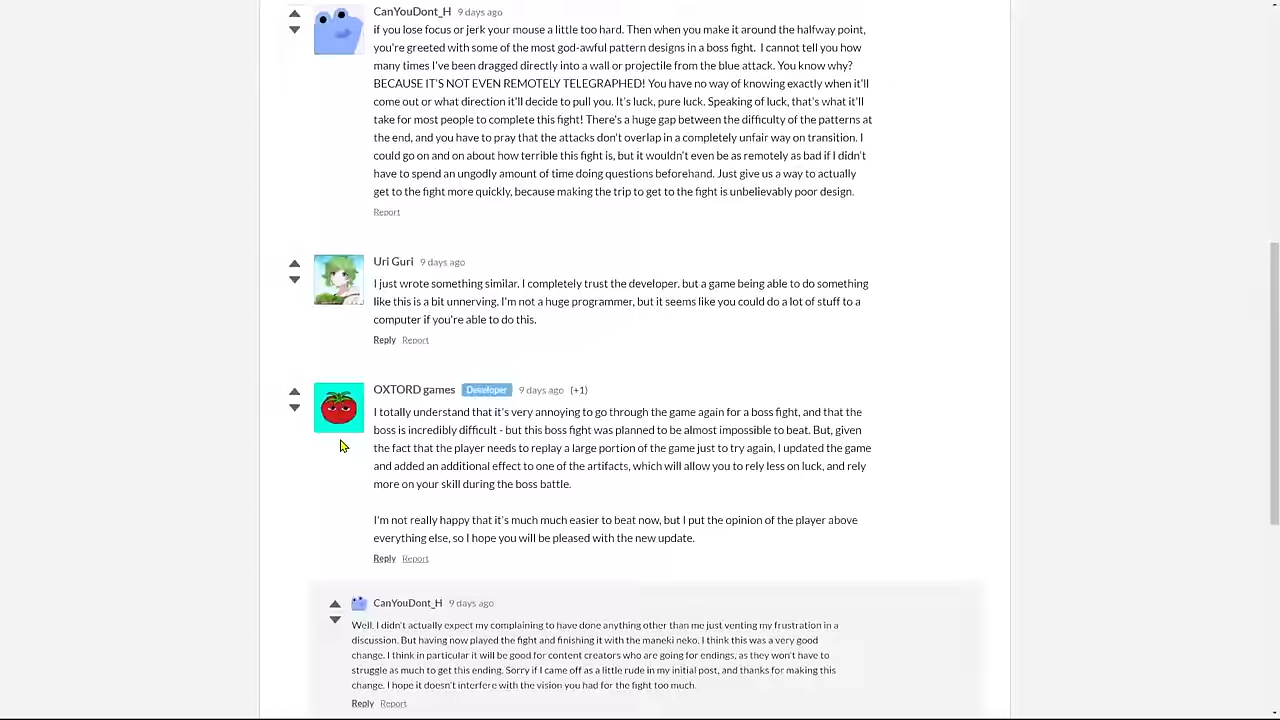 CanYouDont_H 9 days ago
if you lose focus or jerk your mouse a little too hard. Then when you make it around the halfway point,
you're greeted with some of the most god-awful pattern designs in a boss fight. I cannot tell you how
many times I've been dragged directly into a wall or projectile from the blue attack. You know why?
BECAUSE IT'S NOT EVEN REMOTELY TELEGRAPHED! You have no way of knowing exactly when it'll
come out or what direction it'll decide to pull you. It's luck, pure luck. Speaking of luck, that's what it'll
take for most people to complete this fight! There's a huge gap between the difficulty of the patterns at
the end, and you have to pray that the attacks don't overlap in a completely unfair way on transition. I
could go on and on about how terrible this fight is, but it wouldn't even be as remotely as bad if I didn't
have to spend an ungodly amount of time doing questions beforehand. Just give us a way to actually
get to the fight more quickly, because making the trip to get to the fight is unbelievably poor design.
Report
Uri Guri 9 days ago
I just wrote something similar. I completely trust the developer, but a game being able to do something
like this is a bit unnerving. I'm not a huge programmer, but it seems like you could do a lot of stuff to a
computer if you're able to do this.
Reply Report
OXTORD games Developer 9 days ago (+1)
I totally understand that it's very annoying to go through the game again for a boss fight, and that the
boss is incredibly difficult - but this boss fight was planned to be almost impossible to beat. But, given
the fact that the player needs to replay a large portion of the game just to try again, I updated the game
and added an additional effect to one of the artifacts, which will allow you to rely less on luck, and rely
more on your skill during the boss battle.
I'm not really happy that it's much much easier to beat now, but I put the opinion of the player above
everything else, so I hope you will be pleased with the new update.
Reply Report
CanYouDont_H 9 days ago
Well. I didn't actually expect my complaining to have done anything other than me just venting my frustration in a
discussion. But having now played the fight and finishing it with the maneki neko. I think this was a very good
change. I think in particular it will be good for content creators who are going for endings, as they won't have to
struggle as much to get this ending. Sorry if I came off as a little rude in my initial post, and thanks for making this
change. I hope it doesn't interfere with the vision you had for the fight too much.
Reply Report